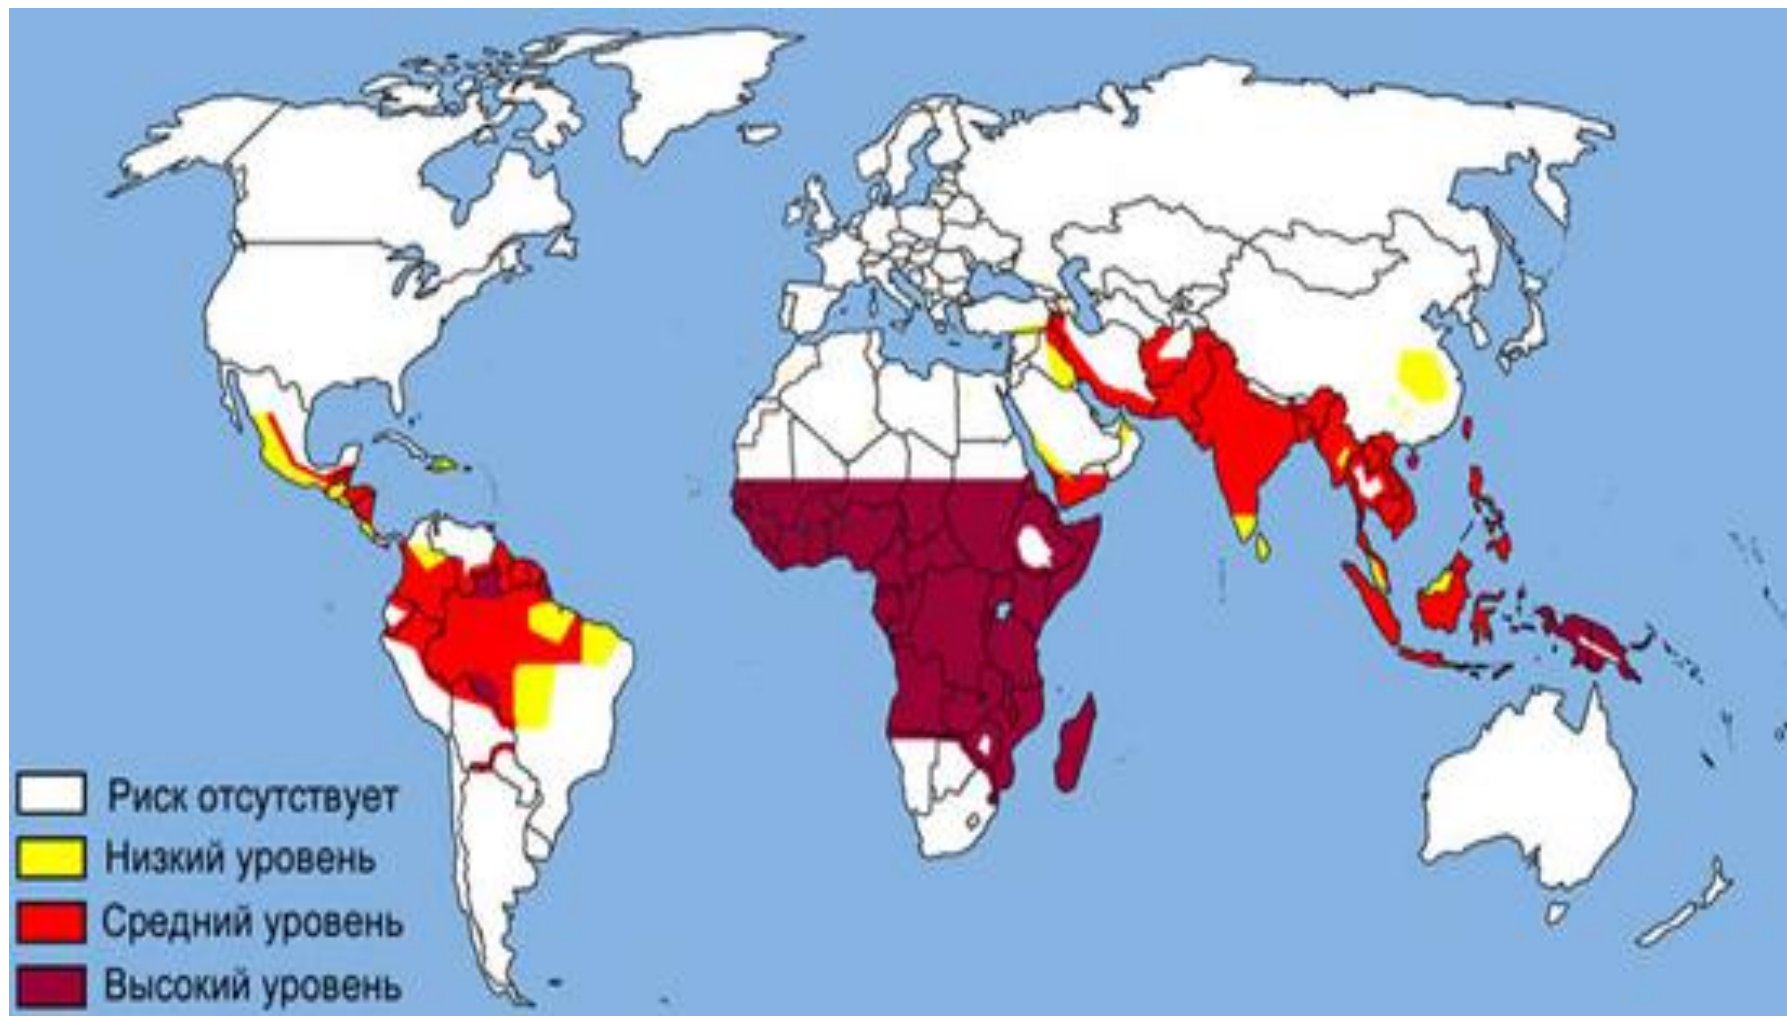 Риск отсутствует
Низкий уровень
Средний уровень
Высокий уровень